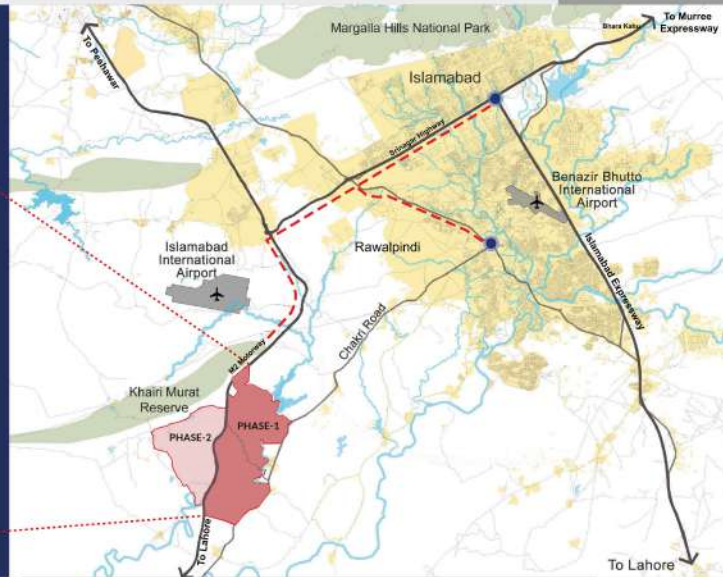 To Murree
Expressway
Bhara Kahu
Margalla Hills National Park
To Peshawar
Islamabad
Srinagar Highway
Benazir Bhutto
International
Airport
Islamabad
International
Airport
Rawalpindi
Islamabad Expressway
Chakri Road
M2 Motorway
Khairi Murat
Reserve
PHASE-1
PHASE-2
To Lahore
To Lahore